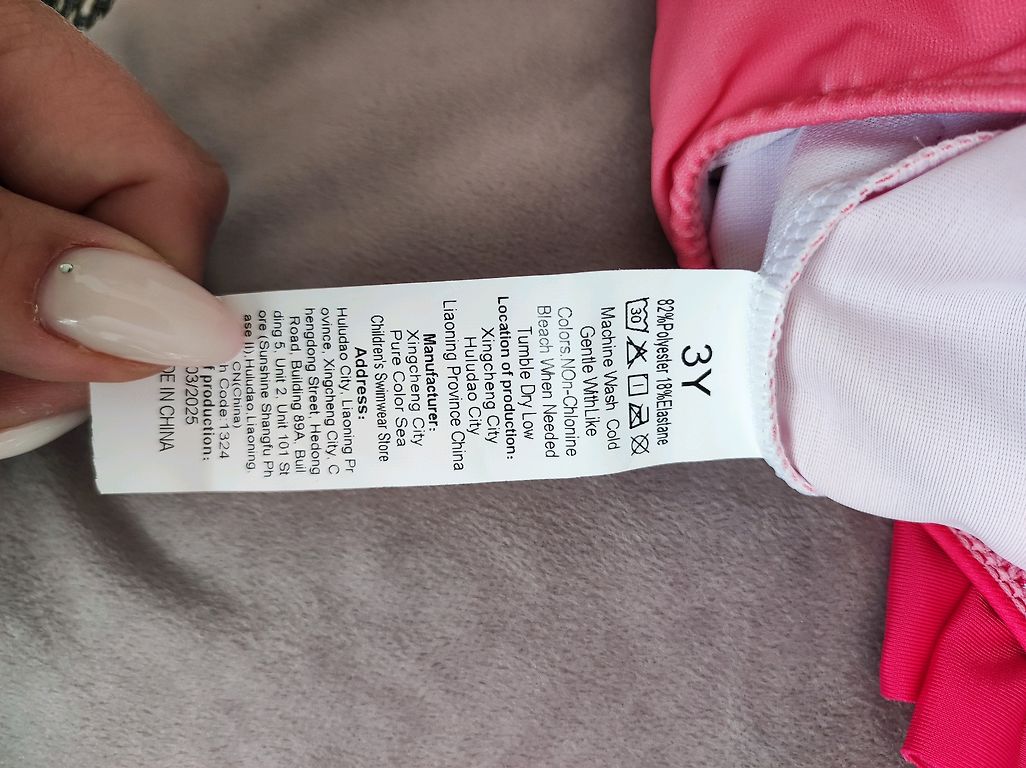 3Y
82%Polyester 18%Elastane
30
Machine Wash Cold
Gentle WithLike
Colors.NOn-Chlonine
Bleach When Needed
Tumble Dry Low
Location of production:
Xingcheng City
Huludao City
Liaoning Province China
Manufacturer:
Xingcheng City
Pure Color Sea
Children's Swimwear Store
Address:
Huludao City, Liaoning Pr
ovince, Xingcheng City, C
hengdong Street, Hedong
Road, Building 89A, Buil
ding 5, Unit 2, Unit 101 St
ore (Sunshine Shangfu Ph
ase II),Huludao,Liaoning,
CN(China)
h Code 1324
f production:
03/2025
DE IN CHINA